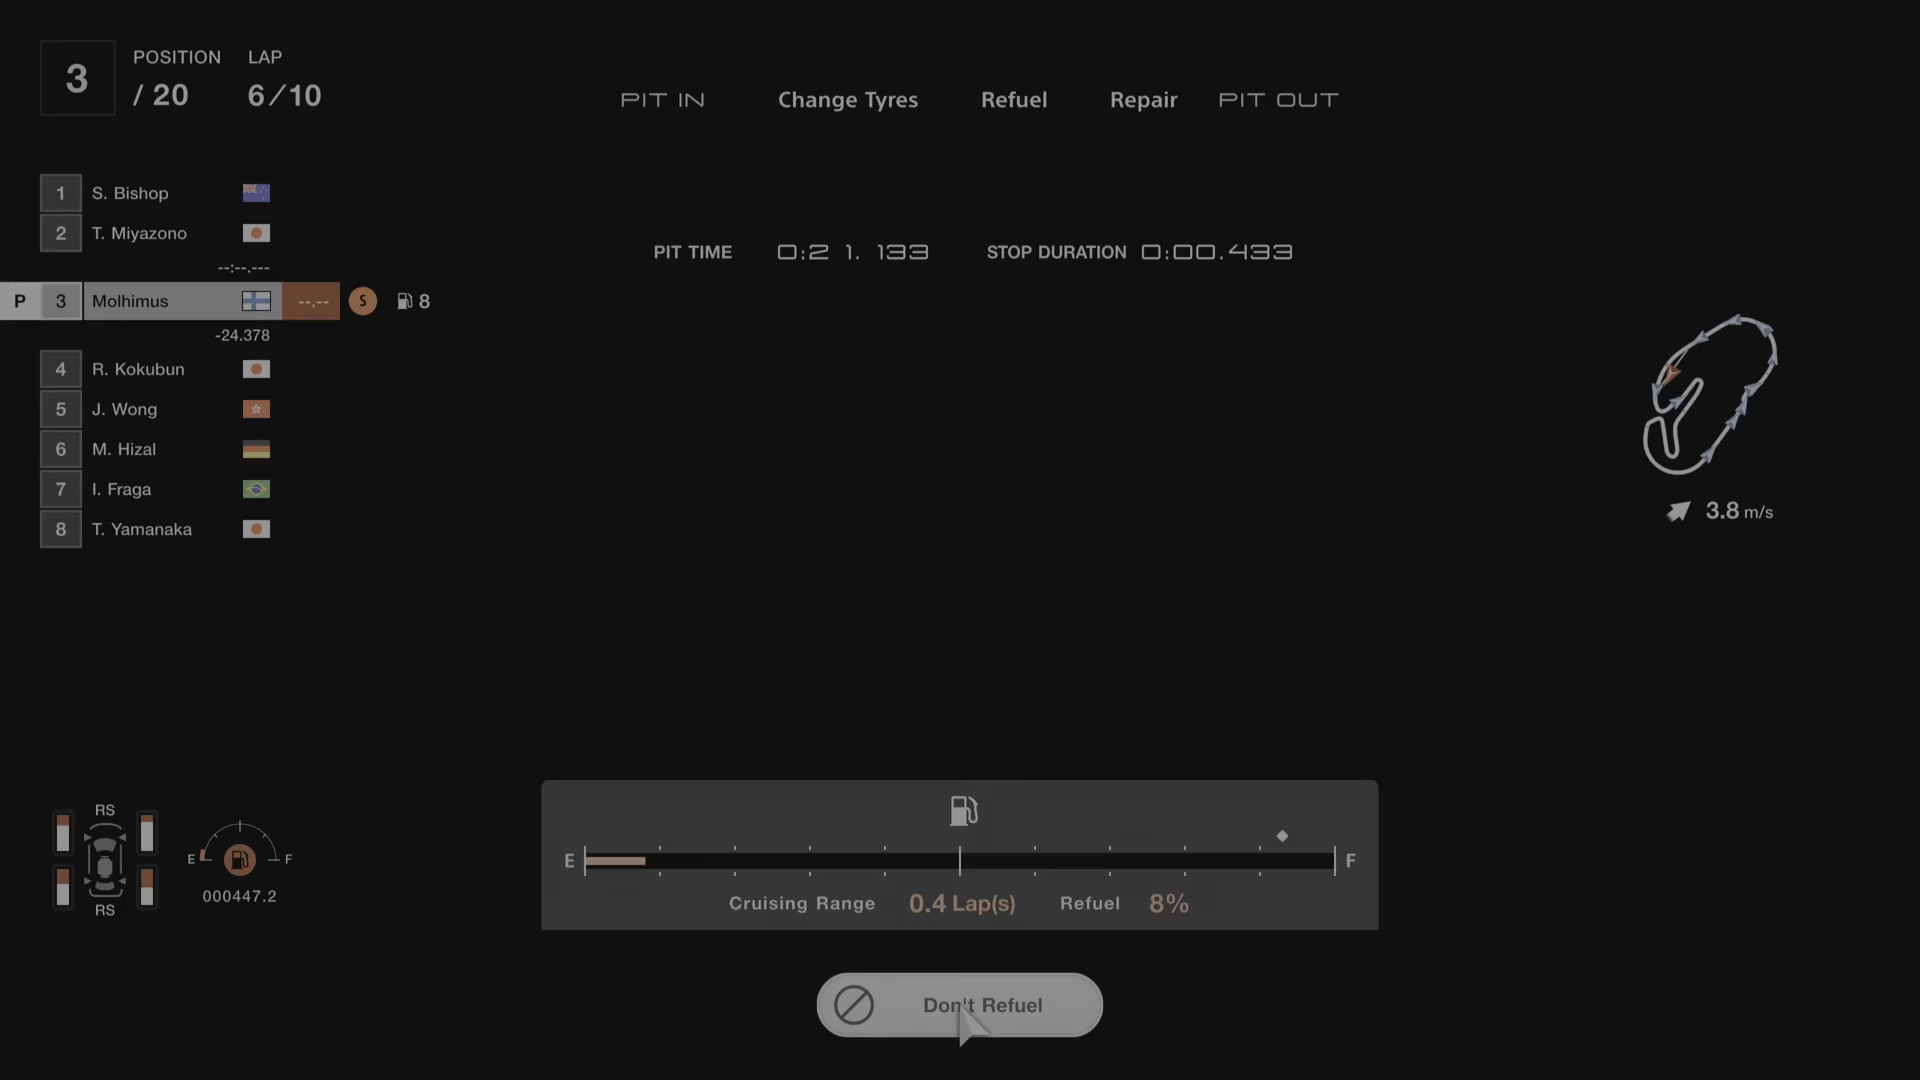 3
POSITION
/ 20
LAP
6/10
PIT IN
Change Tyres
Refuel
Repair
PIT OUT
PIT TIME 0:21.133
STOP DURATION 0:00.433
1 S. Bishop
2 T. Miyazono
--:--.---
P 3 Molhimus --.-- S 8
-24.378
4 R. Kokubun
5 J. Wong
6 M. Hizal
7 I. Fraga
8 T. Yamanaka
3.8 m/s
RS
RS
E F
000447.2
E F
Cruising Range 0.4 Lap(s) Refuel 8%
Don't Refuel